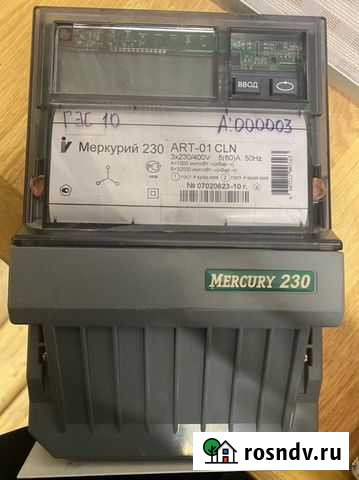 ВВОД
ГЭС 10 А:000003
Меркурий 230 ART-01 CLN
3x230/400V 5(60)A 50Hz
№ 07020623-10 г.
MERCURY 230
rosndv.ru